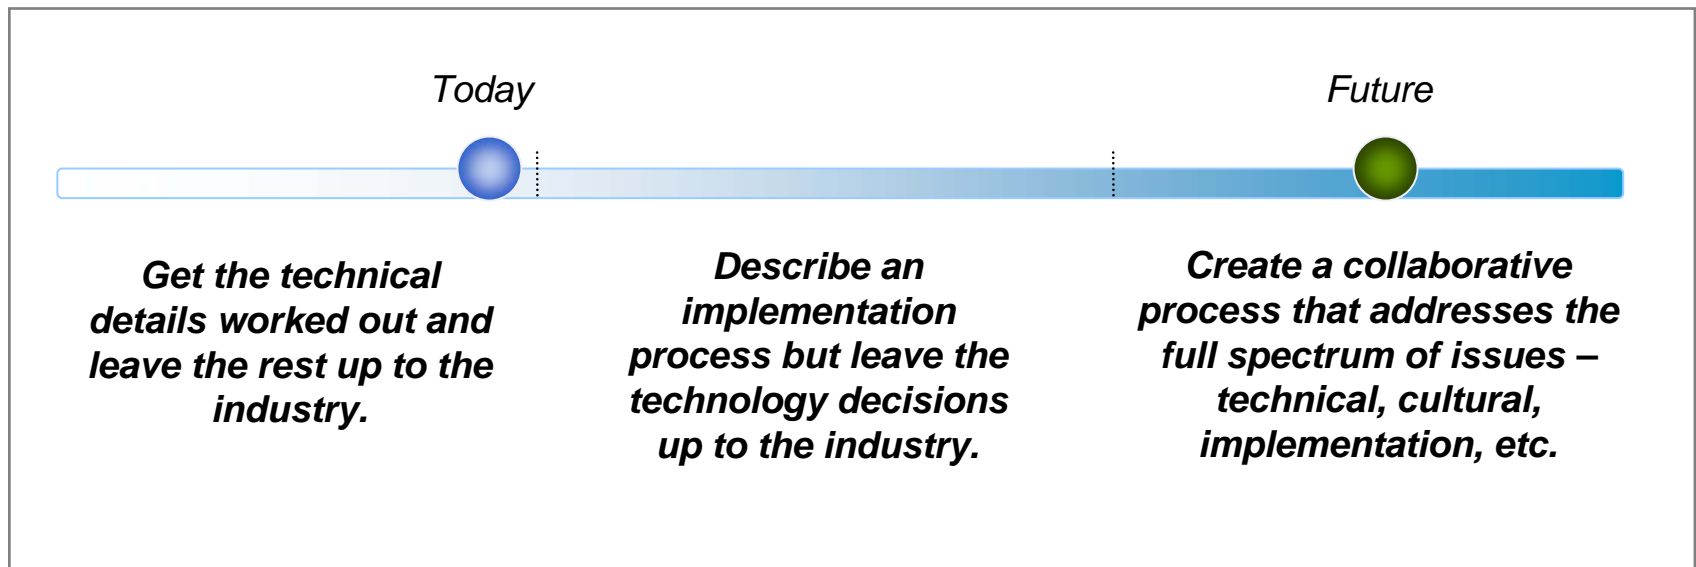 Today
Future
Get the technical
details worked out and
leave the rest up to the
industry.
Describe an
implementation
process but leave the
technology decisions
up to the industry.
Create a collaborative
process that addresses the
full spectrum of issues –
technical, cultural,
implementation, etc.